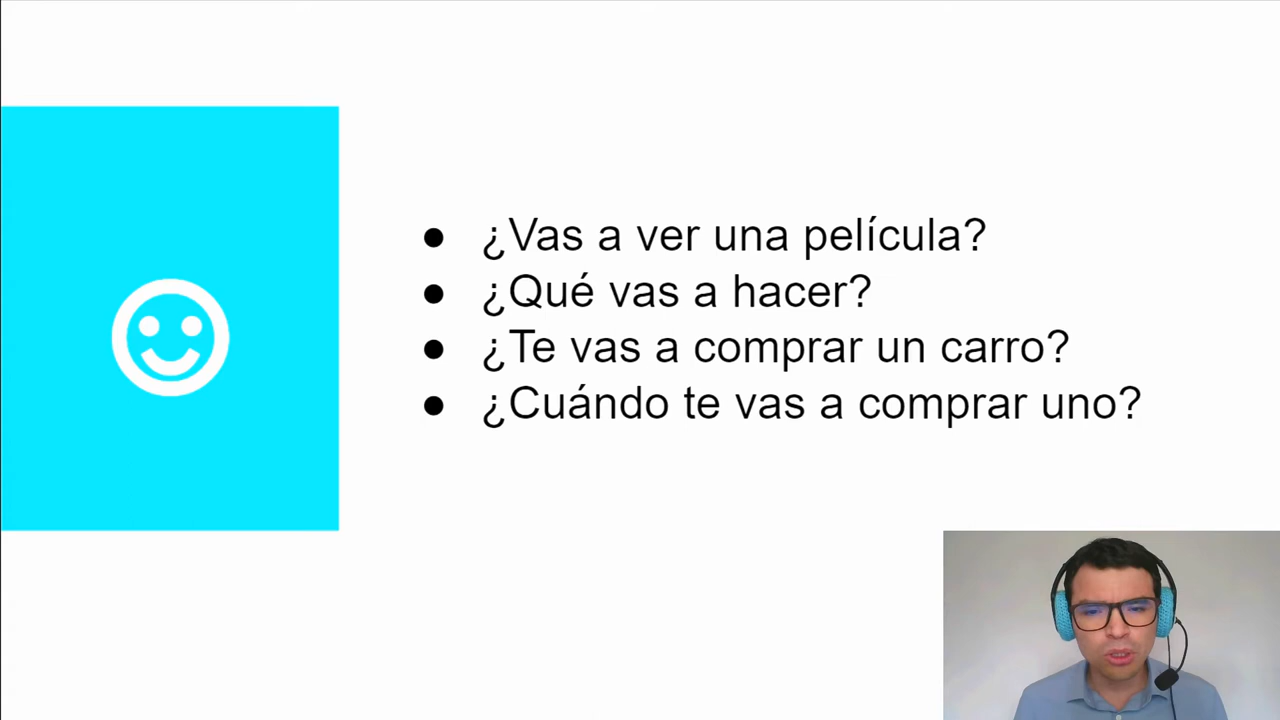 ¿Vas a ver una película?
¿Qué vas a hacer?
¿Te vas a comprar un carro?
¿Cuándo te vas a comprar uno?